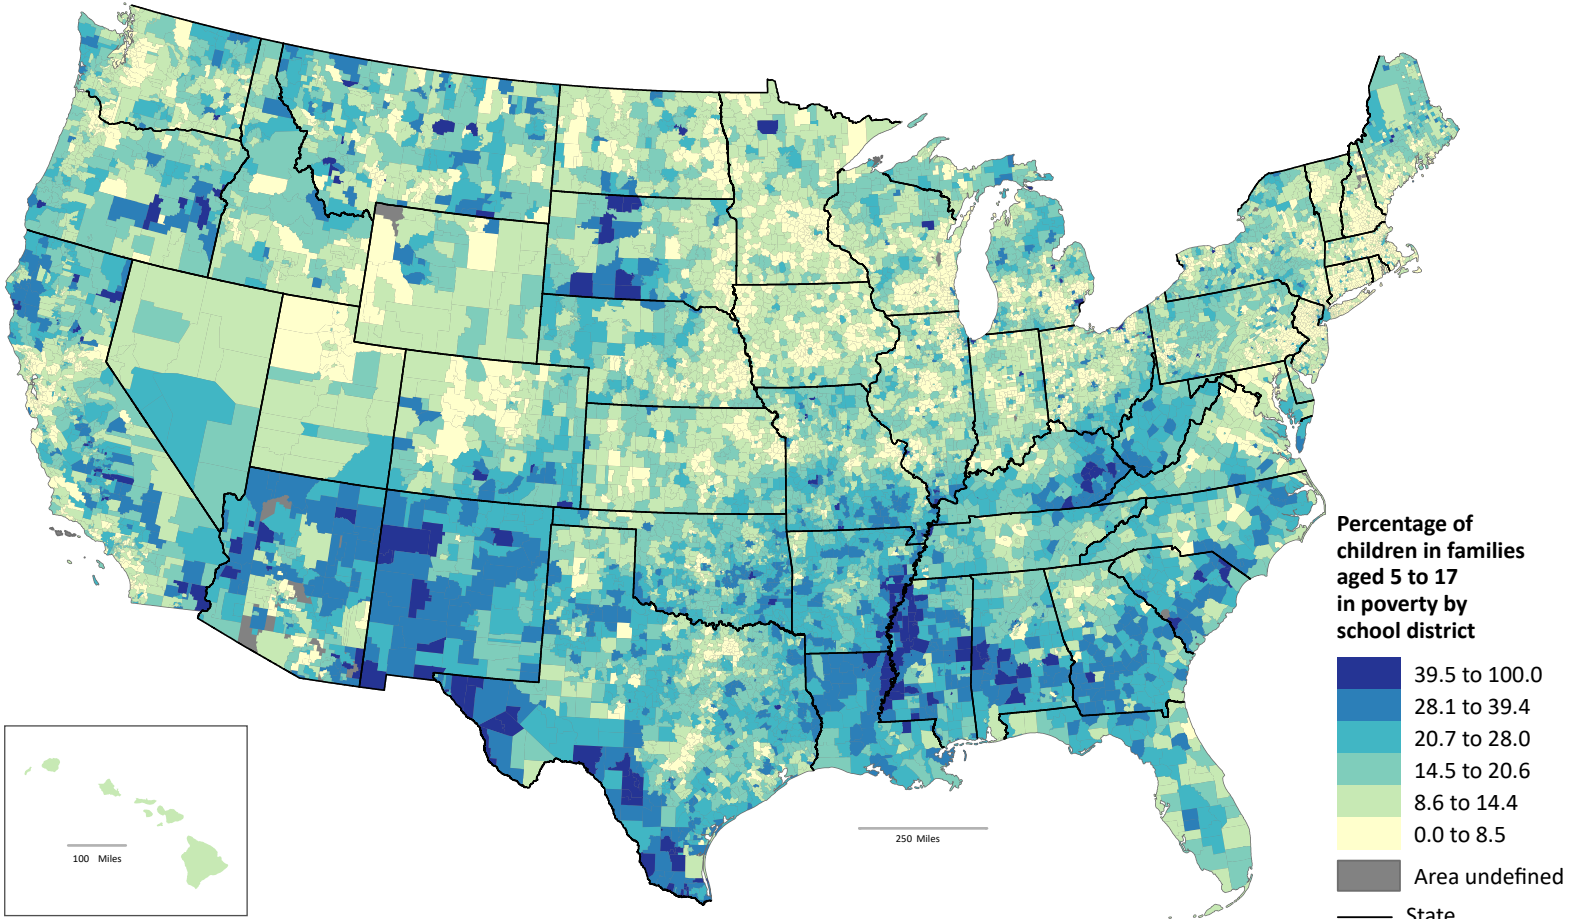 Percentage of
children in families
aged 5 to 17
in poverty by
school district
39.5 to 100.0
28.1 to 39.4
20.7 to 28.0
14.5 to 20.6
8.6 to 14.4
0.0 to 8.5
Area undefined
State
250 Miles
100 Miles